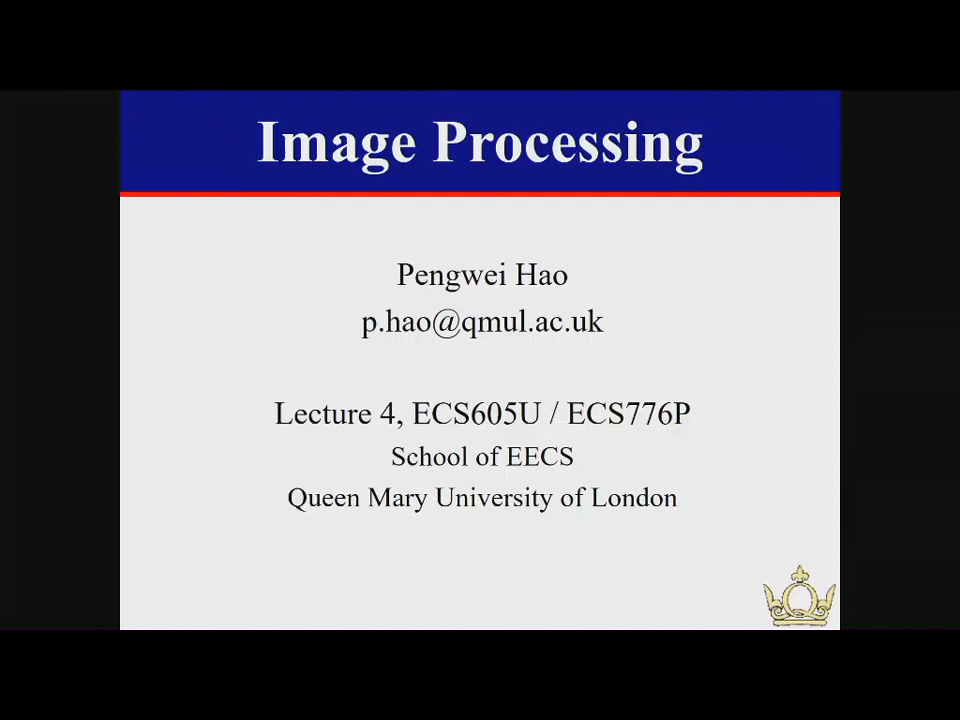 Image Processing
Pengwei Hao
p.hao@qmul.ac.uk
Lecture 4, ECS605U / ECS776P
School of EECS
Queen Mary University of London